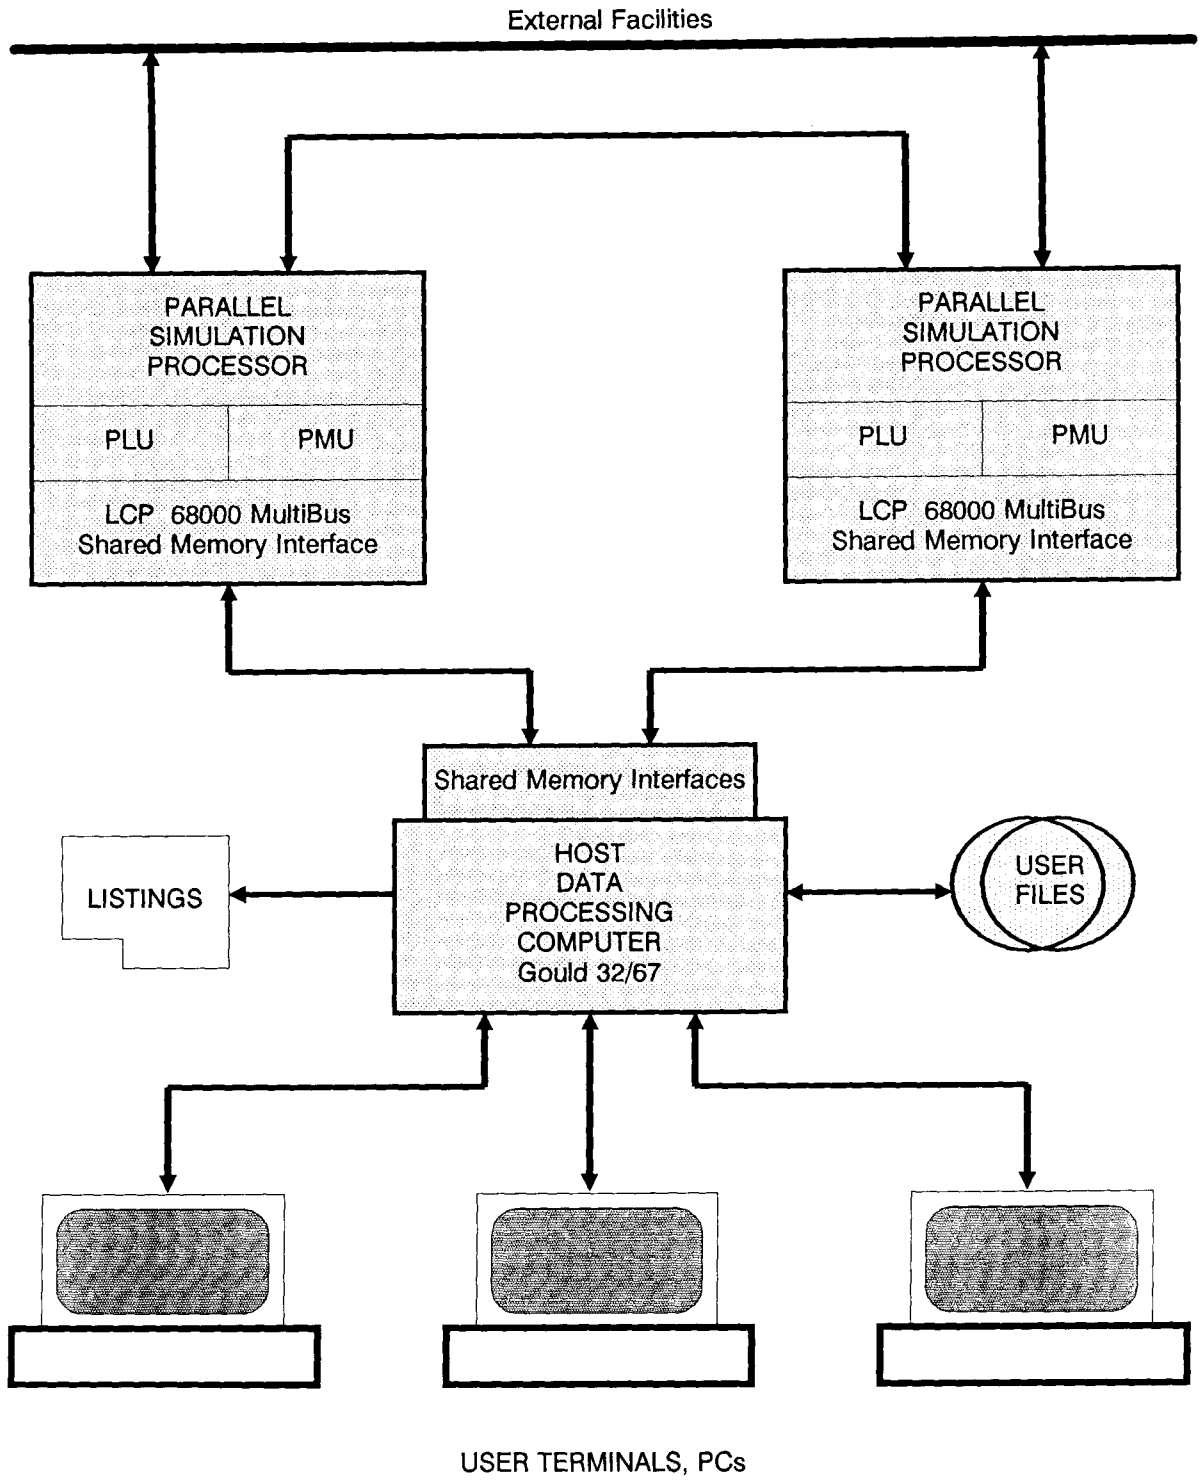 External Facilities
PARALLEL
SIMULATION
PROCESSOR
PLU PMU
LCP 68000 MultiBus
Shared Memory Interface
PARALLEL
SIMULATION
PROCESSOR
PLU PMU
LCP 68000 MultiBus
Shared Memory Interface
Shared Memory Interfaces
HOST
DATA
PROCESSING
COMPUTER
Gould 32/67
LISTINGS
USER
FILES
USER TERMINALS, PCs